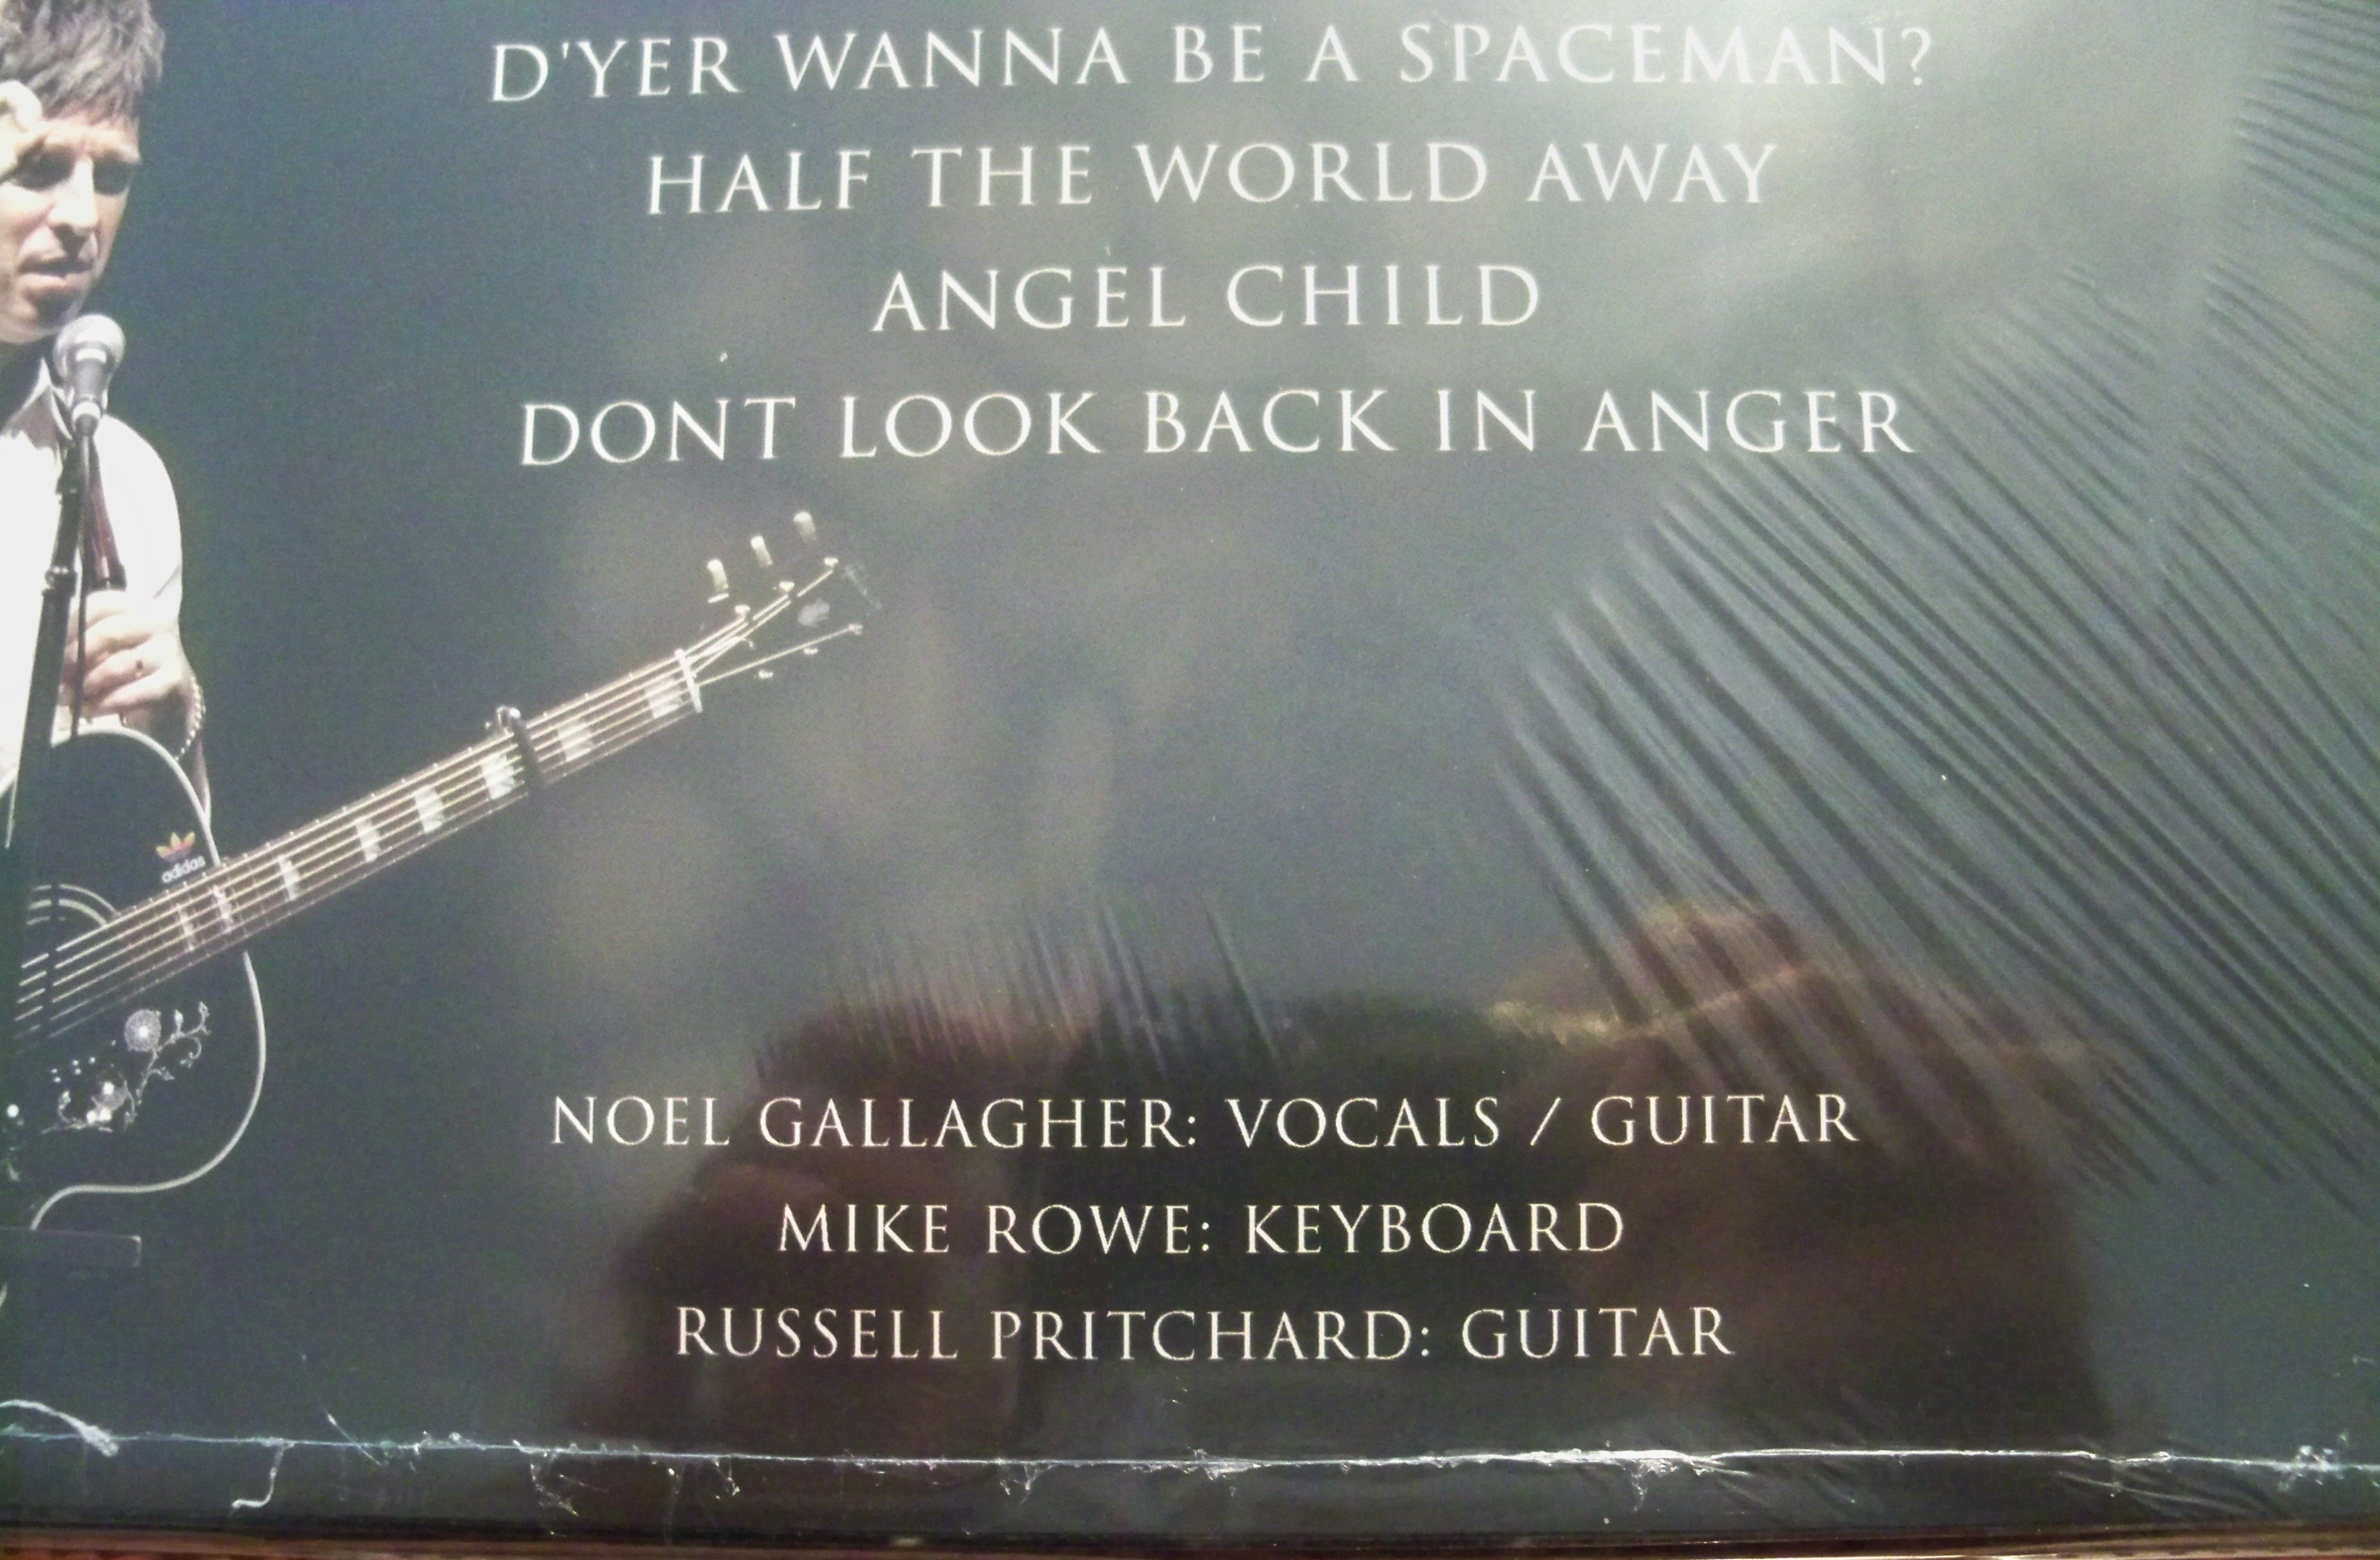 D'YER WANNA BE A SPACEMAN?
HALF THE WORLD AWAY
ANGEL CHILD
DONT LOOK BACK IN ANGER
adidas
NOEL GALLAGHER: VOCALS / GUITAR
MIKE ROWE: KEYBOARD
RUSSELL PRITCHARD: GUITAR